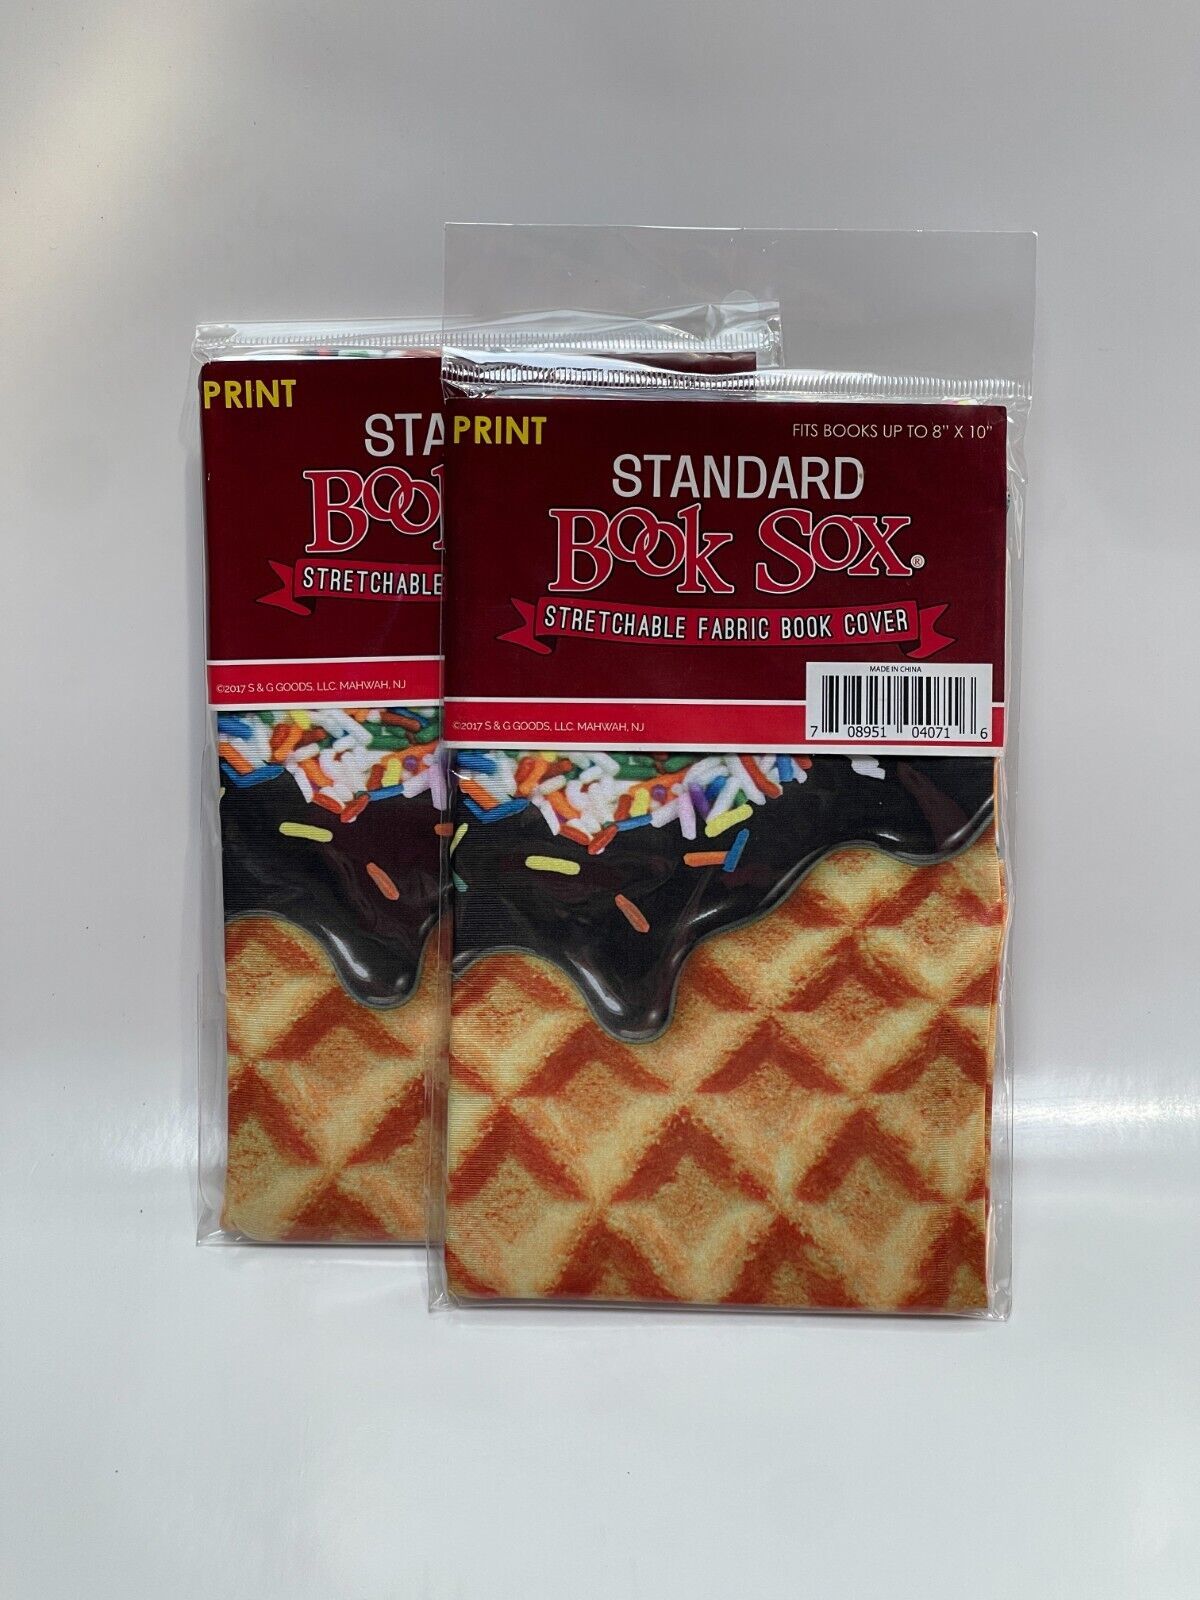 PRINT
STA
Book
STRETCHABLE
©2017 S & G GOODS, LLC. MAHWAH, NJ
PRINT
FITS BOOKS UP TO 8" X 10"
STANDARD
Book Sox®
STRETCHABLE FABRIC BOOK COVER
MADE IN CHINA
©2017 S & G GOODS, LLC. MAHWAH, NJ
7 08951 04071 6